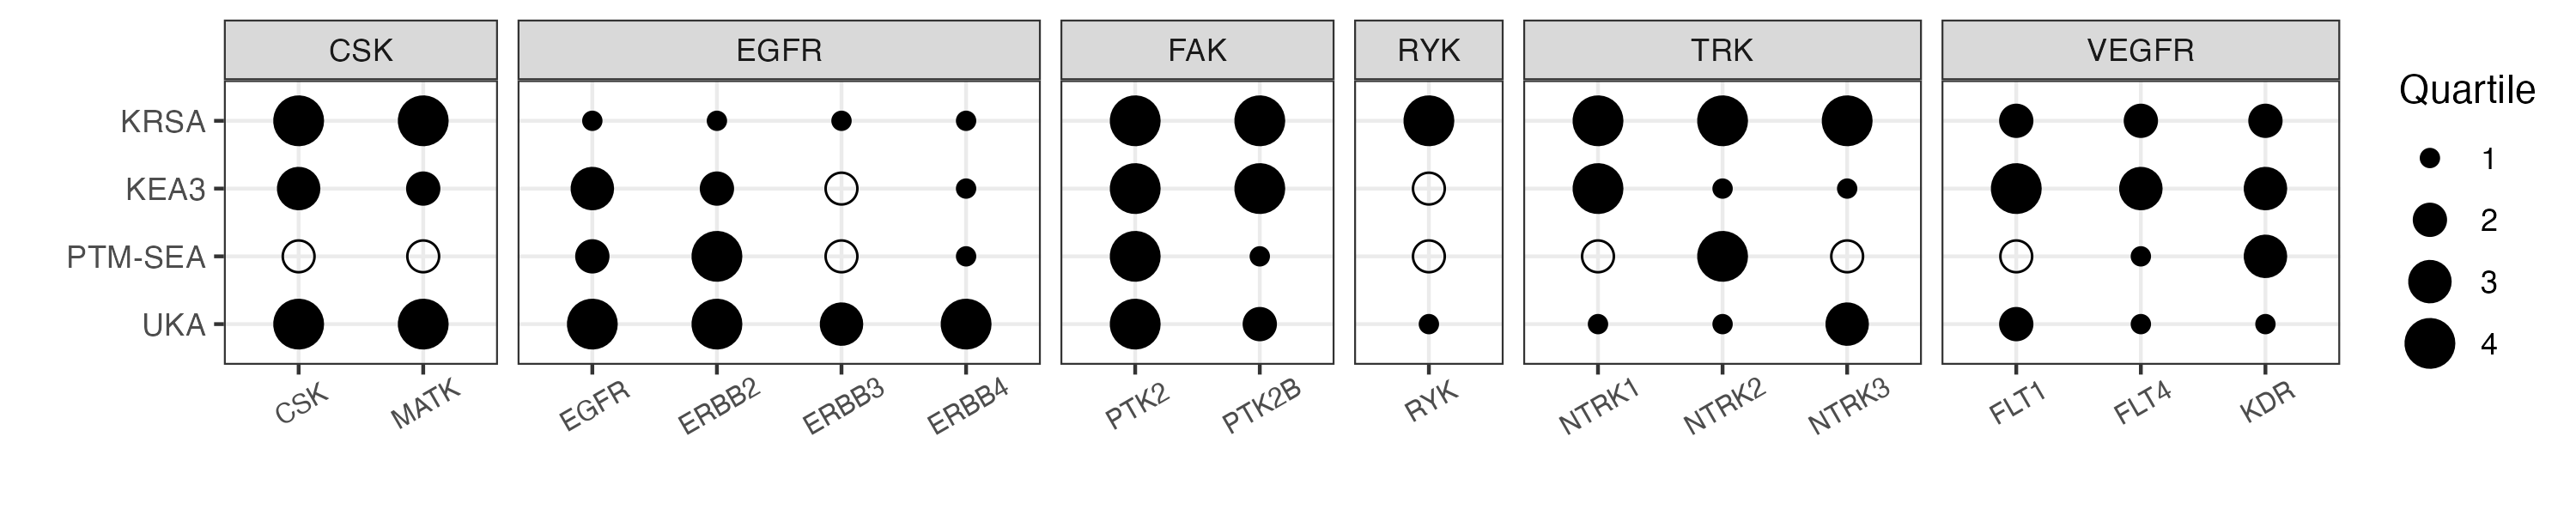 CSK EGFR FAK RYK TRK VEGFR
Quartile
KRSA
KEA3
PTM-SEA
UKA
1
2
3
4
CSK MATK EGFR ERBB2 ERBB3 ERBB4 PTK2 PTK2B RYK NTRK1 NTRK2 NTRK3 FLT1 FLT4 KDR